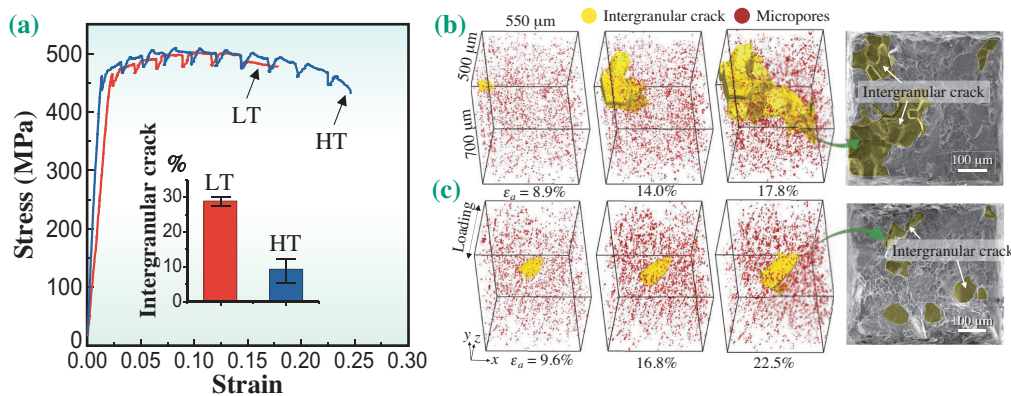 (a)
Stress (MPa)
500
400
500
300
200
100
0
0.00
0.05
0.10
0.15
0.20
0.25
0.30
Strain
LT
HT
Intergranular crack
%
30
20
10
0
LT
HT
Intergranular crack
Micropores
(b)
550 μm
500 μm
700 μm
εa = 8.9%
14.0%
17.8%
Intergranular crack
100 μm
(c)
Loading
y
z
x
εa = 9.6%
16.8%
22.5%
Intergranular crack
100 μm